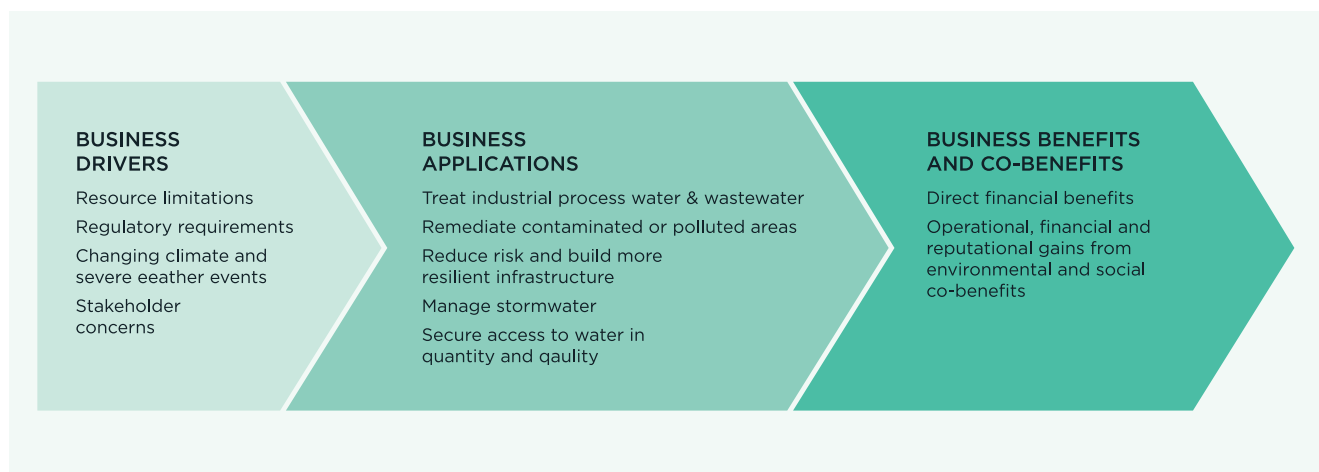 BUSINESS
DRIVERS
Resource limitations
Regulatory requirements
Changing climate and
severe eeather events
Stakeholder
concerns
BUSINESS
APPLICATIONS
Treat industrial process water & wastewater
Remediate contaminated or polluted areas
Reduce risk and build more
resilient infrastructure
Manage stormwater
Secure access to water in
quantity and qaulity
BUSINESS BENEFITS
AND CO-BENEFITS
Direct financial benefits
Operational, financial and
reputational gains from
environmental and social
co-benefits